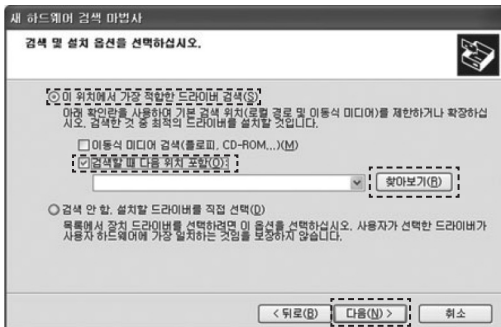 새 하드웨어 검색 마법사
검색 및 설치 옵션을 선택하십시오.
이 위치에서 가장 적합한 드라이버 검색(S)
아래 확인란을 사용하여 기본 검색 위치(로컬 경로 및 이동식 미디어)를 제한하거나 확장하십
시오. 검색한 것 중 최적의 드라이버를 설치할 것입니다.
이동식 미디어 검색(플로피, CD-ROM...)(M)
검색할 때 다음 위치 포함(O):
찾아보기(R)
검색 안 함. 설치할 드라이버를 직접 선택(D)
목록에서 장치 드라이버를 선택하려면 이 옵션을 선택하십시오. 사용자가 선택한 드라이버가
사용자 하드웨어에 가장 일치하는 것임을 보장하지 않습니다.
< 뒤로(B) 다음(N) > 취소